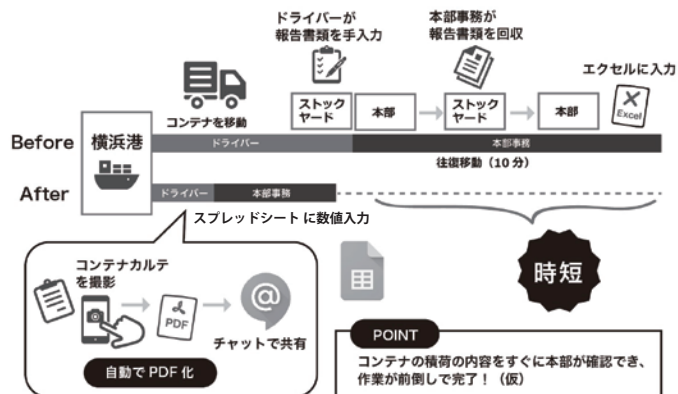 ドライバーが
報告書類を手入力
本部事務が
報告書類を回収
エクセルに入力
コンテナを移動
ストック
ヤード
本部
ストック
ヤード
本部
X
Excel
Before
横浜港
ドライバー
本部事務
往復移動（10 分）
After
ドライバー
本部事務
スプレッドシート に数値入力
コンテナカルテ
を撮影
PDF
@
チャットで共有
自動で PDF 化
時短
POINT
コンテナの積荷の内容をすぐに本部が確認でき、
作業が前倒しで完了！（仮）